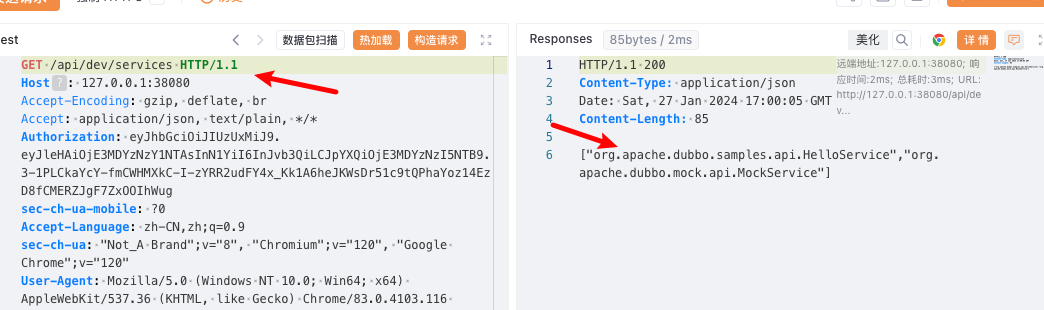 est
数据包扫描
热加载
构造请求
GET /api/dev/services HTTP/1.1
Host ? : 127.0.0.1:38080
Accept-Encoding: gzip, deflate, br
Accept: application/json, text/plain, */*
Authorization: eyJhbGciOiJIUzUxMiJ9.
eyJleHAiOjE3MDYzNzY1NTAsInN1YiI6InJvb3QiLCJpYXQiOjE3MDYzNzI5NTB9.
3-1PLCkaYcY-fmCWHMXkC-I-zYRR2udFY4x_Kk1A6heJKWsDr51c9tQPhaYoz14Ez
D8fCMERZJgF7ZxOOIhWug
sec-ch-ua-mobile: ?0
Accept-Language: zh-CN,zh;q=0.9
sec-ch-ua: "Not_A Brand";v="8", "Chromium";v="120", "Google
Chrome";v="120"
User-Agent: Mozilla/5.0 (Windows NT 10.0; Win64; x64)
AppleWebKit/537.36 (KHTML, like Gecko) Chrome/83.0.4103.116
Responses
85bytes / 2ms
美化
详情
1 HTTP/1.1 200
2 Content-Type: application/json
3 Date: Sat, 27 Jan 2024 17:00:05 GMT
4 Content-Length: 85
5
6 ["org.apache.dubbo.samples.api.HelloService","org.
apache.dubbo.mock.api.MockService"]
远端地址:127.0.0.1:38080; 响
应时间:2ms; 总耗时:3ms; URL:
http://127.0.0.1:38080/api/de
v...